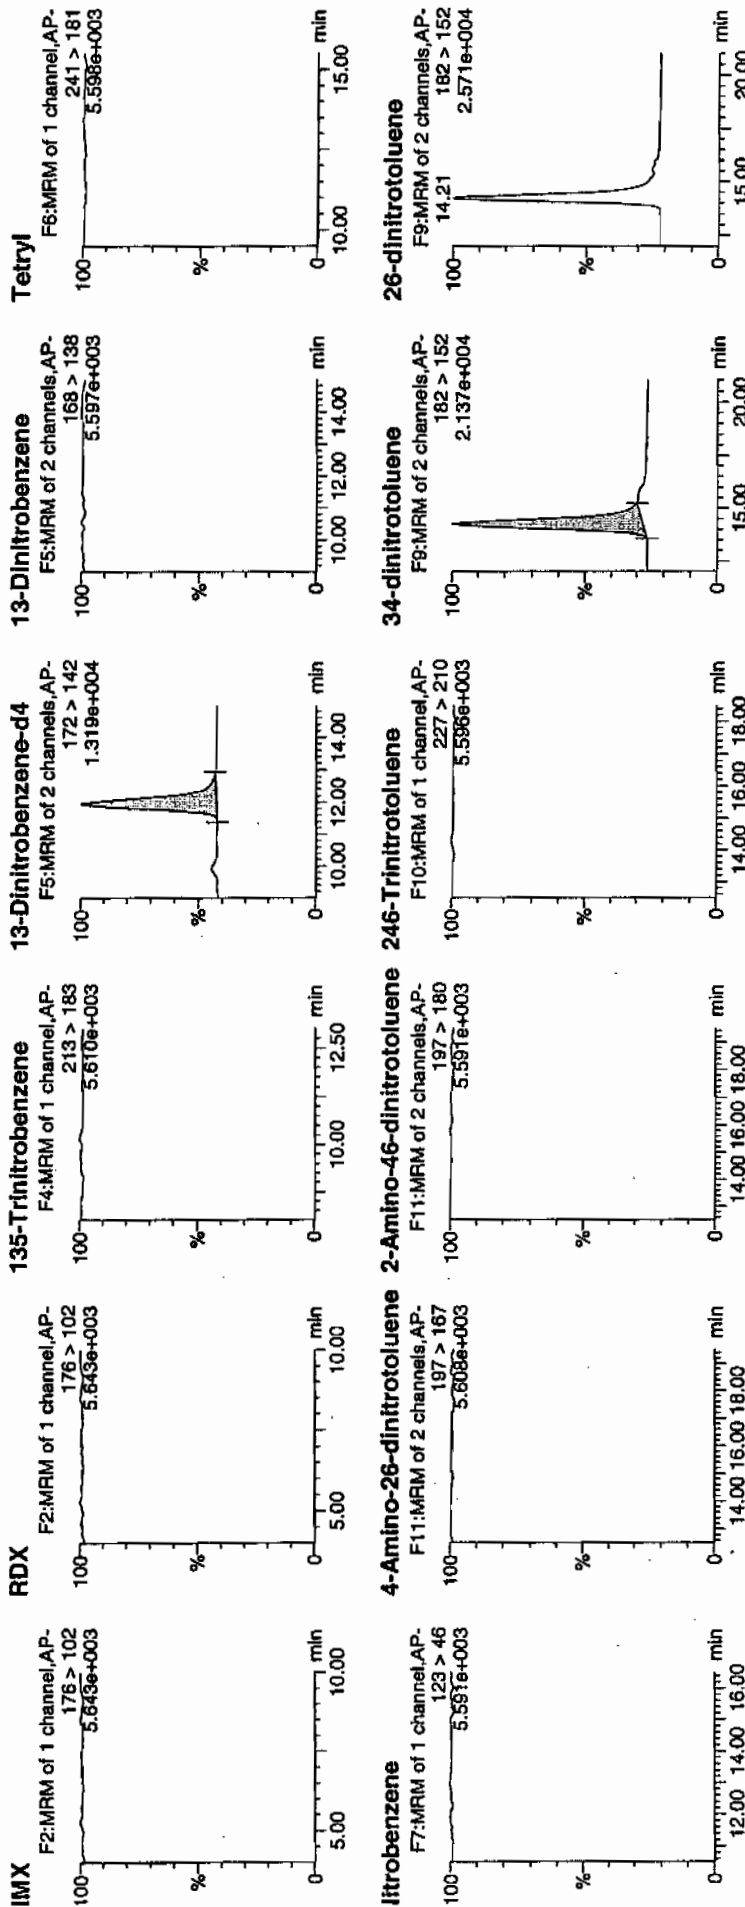 IMX
F2:MRM of 1 channel,AP-
176 > 102
5.643e+003
100
%
0
5.00
10.00
min
RDX
F2:MRM of 1 channel,AP-
176 > 102
5.643e+003
100
%
0
5.00
10.00
min
135-Trinitrobenzene
F4:MRM of 1 channel,AP-
213 > 183
5.610e+003
100
%
0
10.00
12.50
min
13-Dinitrobenzene-d4
F5:MRM of 2 channels,AP-
172 > 142
1.319e+004
100
%
0
10.00
12.00
14.00
min
13-Dinitrobenzene
F5:MRM of 2 channels,AP-
168 > 138
5.597e+003
100
%
0
10.00
12.00
14.00
min
Tetryl
F6:MRM of 1 channel,AP-
241 > 181
5.598e+003
100
%
0
10.00
15.00
min
litrobenzene
F7:MRM of 1 channel,AP-
123 > 46
5.591e+003
100
%
0
12.00
14.00
16.00
min
4-Amino-26-dinitrotoluene
F11:MRM of 2 channels,AP-
197 > 167
5.608e+003
100
%
0
14.00
16.00
18.00
min
2-Amino-46-dinitrotoluene
F11:MRM of 2 channels,AP-
197 > 180
5.591e+003
100
%
0
14.00
16.00
18.00
min
246-Trinitrotoluene
F10:MRM of 1 channel,AP-
227 > 210
5.596e+003
100
%
0
14.00
16.00
18.00
min
34-dinitrotoluene
F9:MRM of 2 channels,AP-
182 > 152
2.137e+004
100
%
0
15.00
20.00
min
26-dinitrotoluene
F9:MRM of 2 channels,AP-
182 > 152
2.571e+004
14.21
100
%
0
15.00
20.00
min